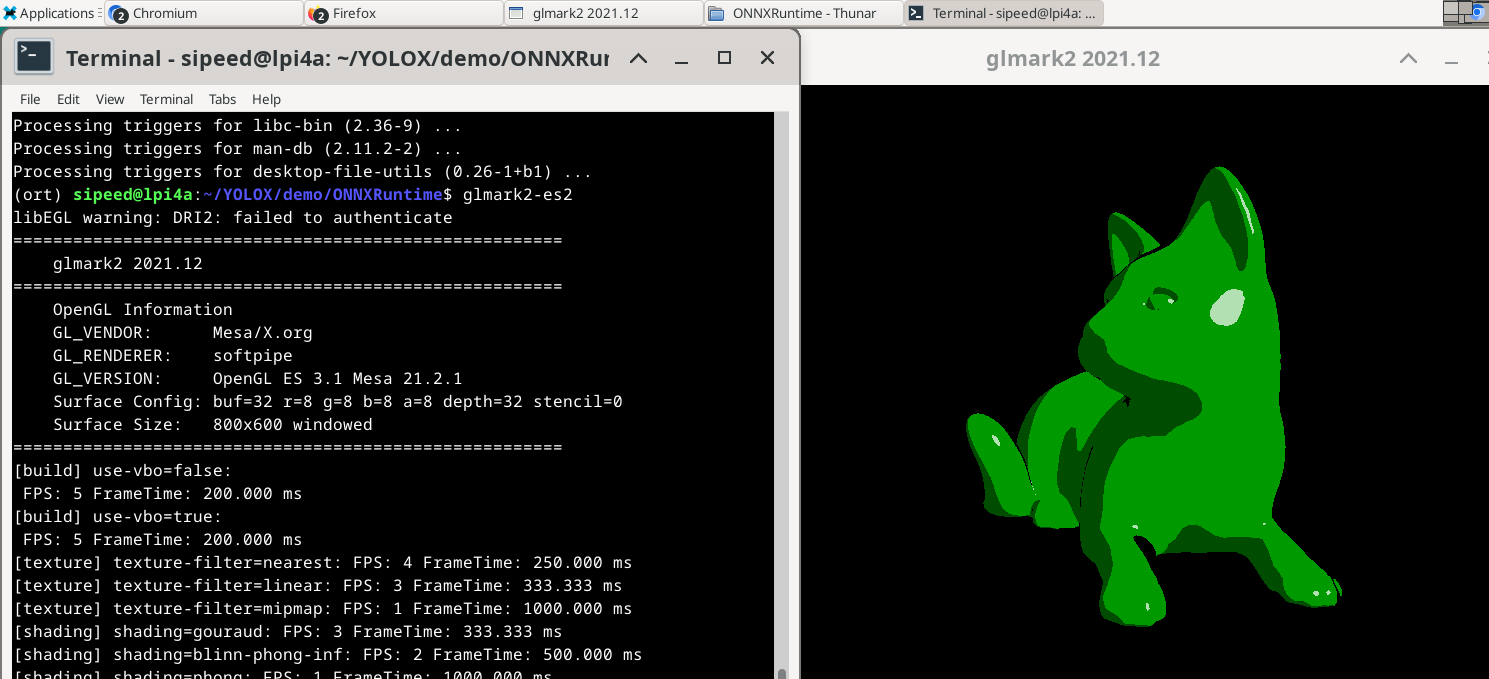 Applications
2 Chromium
2 Firefox
glmark2 2021.12
ONNXRuntime - Thunar
Terminal - sipeed@lpi4a: ...
Terminal - sipeed@lpi4a: ~/YOLOX/demo/ONNXRur
glmark2 2021.12
File Edit View Terminal Tabs Help
Processing triggers for libc-bin (2.36-9) ...
Processing triggers for man-db (2.11.2-2) ...
Processing triggers for desktop-file-utils (0.26-1+b1) ...
(ort) sipeed@lpi4a:~/YOLOX/demo/ONNXRuntime$ glmark2-es2
libEGL warning: DRI2: failed to authenticate
=======================================================
glmark2 2021.12
=======================================================
OpenGL Information
GL_VENDOR: Mesa/X.org
GL_RENDERER: softpipe
GL_VERSION: OpenGL ES 3.1 Mesa 21.2.1
Surface Config: buf=32 r=8 g=8 b=8 a=8 depth=32 stencil=0
Surface Size: 800x600 windowed
=======================================================
[build] use-vbo=false:
FPS: 5 FrameTime: 200.000 ms
[build] use-vbo=true:
FPS: 5 FrameTime: 200.000 ms
[texture] texture-filter=nearest: FPS: 4 FrameTime: 250.000 ms
[texture] texture-filter=linear: FPS: 3 FrameTime: 333.333 ms
[texture] texture-filter=mipmap: FPS: 1 FrameTime: 1000.000 ms
[shading] shading=gouraud: FPS: 3 FrameTime: 333.333 ms
[shading] shading=blinn-phong-inf: FPS: 2 FrameTime: 500.000 ms
[shading] shading=phong: FPS: 1 FrameTime: 1000.000 ms